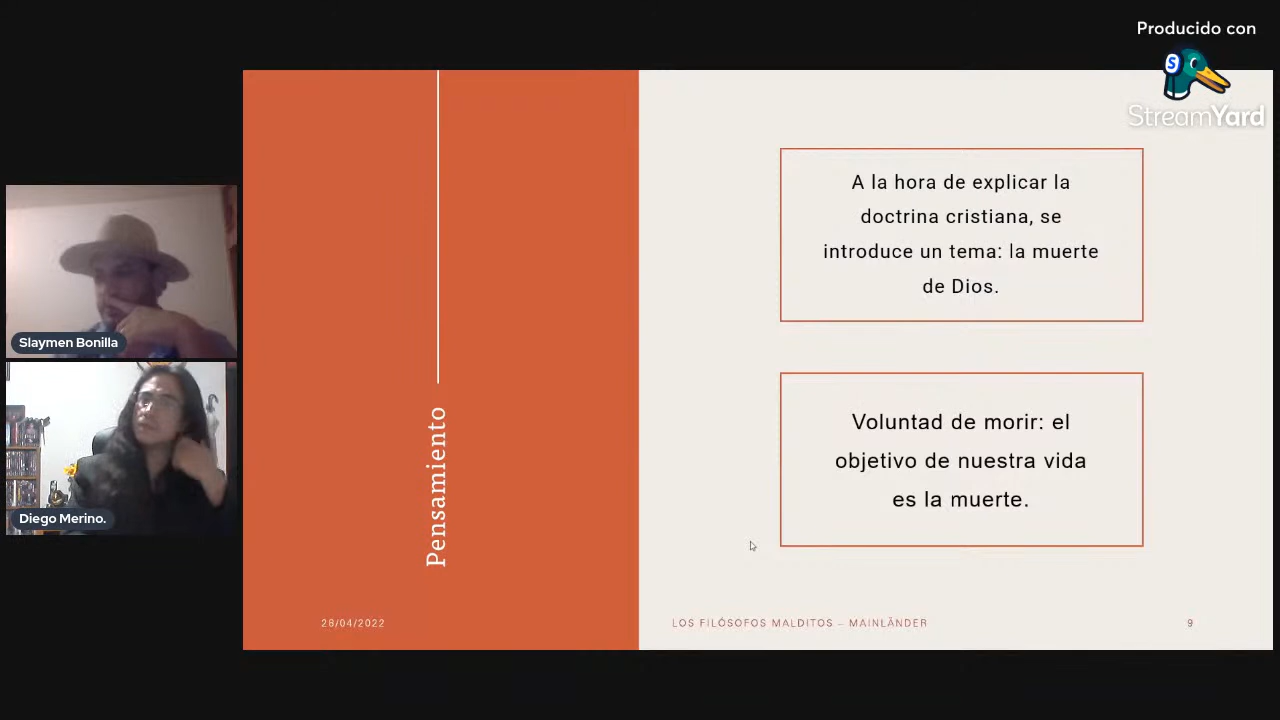 Producido con
StreamYard
A la hora de explicar la
doctrina cristiana, se
introduce un tema: la muerte
de Dios.
Slaymen Bonilla
Voluntad de morir: el
objetivo de nuestra vida
es la muerte.
Pensamiento
Diego Merino.
28/04/2022
LOS FILÓSOFOS MALDITOS – MAINLÄNDER
9